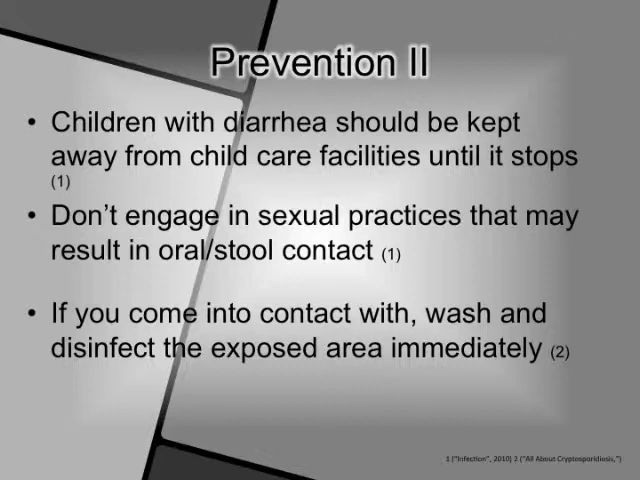 Prevention II
• Children with diarrhea should be kept
away from child care facilities until it stops
(1)
• Don't engage in sexual practices that may
result in oral/stool contact (1)
• If you come into contact with, wash and
disinfect the exposed area immediately (2)
1 ("Infection", 2010) 2 ("All About Cryptosporidiosis,")